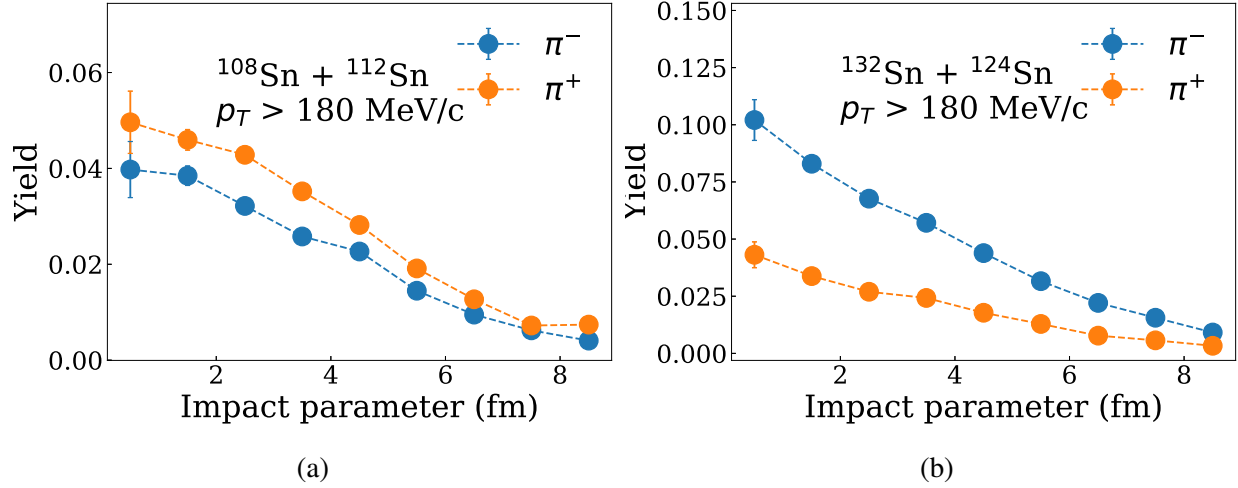 π⁻
π⁺
¹⁰⁸Sn + ¹¹²Sn
p_T > 180 MeV/c
0.06
0.04
0.02
0.00
Yield
2 4 6 8
Impact parameter (fm)
(a)
π⁻
π⁺
¹³²Sn + ¹²⁴Sn
p_T > 180 MeV/c
0.150
0.125
0.100
0.075
0.050
0.025
0.000
Yield
2 4 6 8
Impact parameter (fm)
(b)